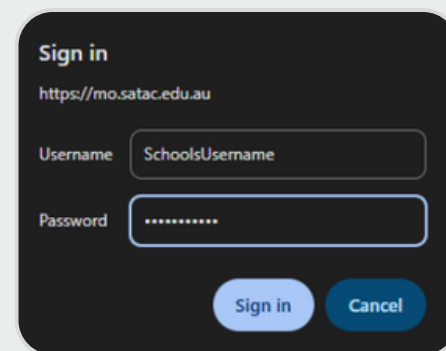 Sign in
https://mo.satac.edu.au
Username SchoolsUsername
Password •••••••••••
Sign in Cancel